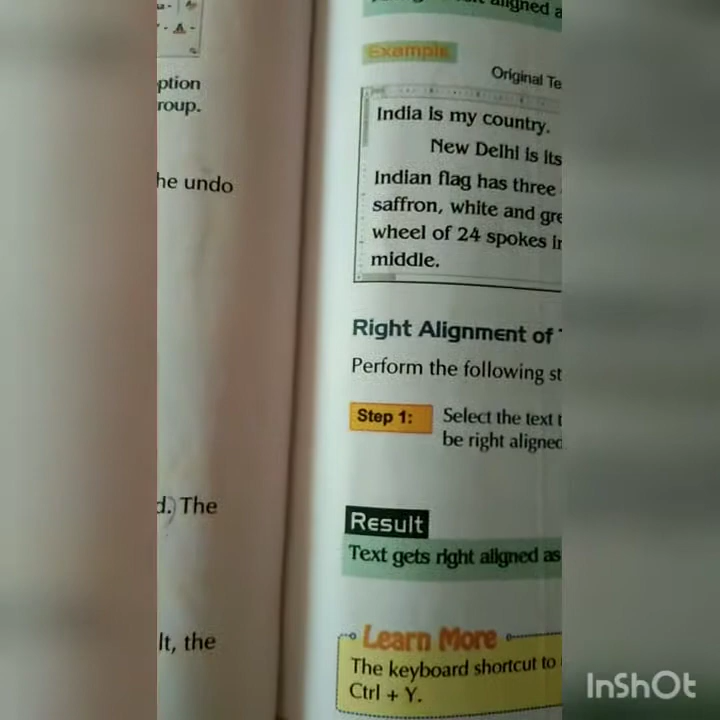 ption
roup.
he undo
d. The
lt, the
aligned a
Example
Original Te
India is my country.
New Delhi is its
Indian flag has three
saffron, white and gre
wheel of 24 spokes in
middle.
Right Alignment of
Perform the following st
Step 1:
Select the text t
be right aligned
Result
Text gets right aligned as
Learn More
The keyboard shortcut to
Ctrl + Y.
InShOt